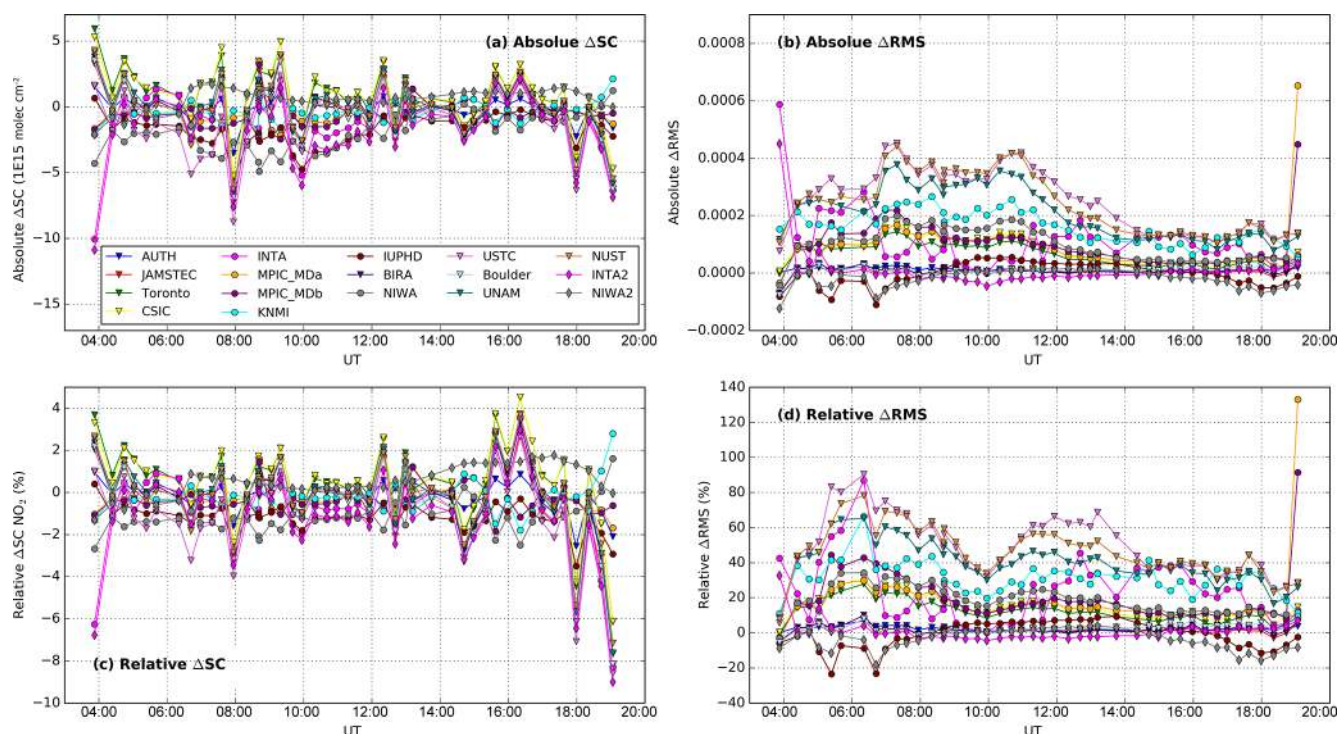 (a) Absolue ΔSC
Absolute ΔSC (1E15 molec cm⁻²)
5
0
−5
−10
−15
AUTH INTA IUPHD USTC NUST
JAMSTEC MPIC_MDa BIRA Boulder INTA2
Toronto MPIC_MDb NIWA UNAM NIWA2
CSIC KNMI
04:00 06:00 08:00 10:00 12:00 14:00 16:00 18:00 20:00
UT
(b) Absolue ΔRMS
Absolute ΔRMS
0.0008
0.0006
0.0004
0.0002
0.0000
−0.0002
04:00 06:00 08:00 10:00 12:00 14:00 16:00 18:00 20:00
UT
Relative ΔSC NO₂ (%)
4
2
0
−2
−4
−6
−8
−10
(c) Relative ΔSC
04:00 06:00 08:00 10:00 12:00 14:00 16:00 18:00 20:00
UT
(d) Relative ΔRMS
Relative ΔRMS (%)
140
120
100
80
60
40
20
0
−20
−40
04:00 06:00 08:00 10:00 12:00 14:00 16:00 18:00 20:00
UT